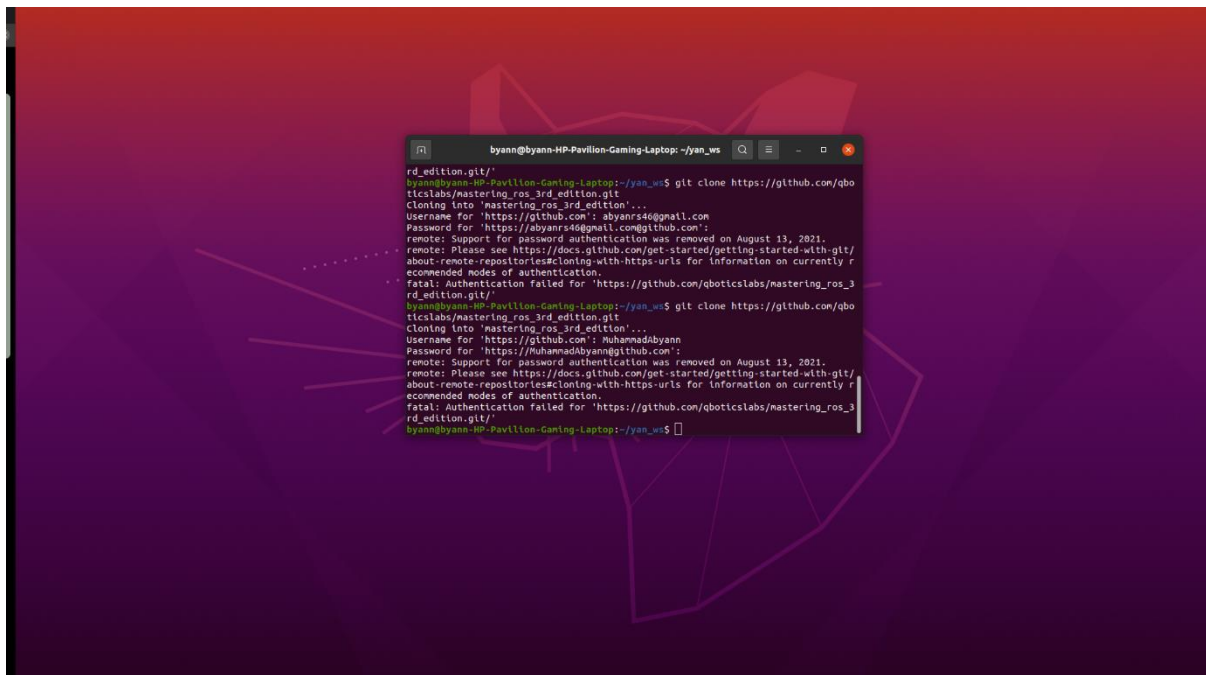 byann@byann-HP-Pavilion-Gaming-Laptop: ~/yan_ws
rd_edition.git/'
byann@byann-HP-Pavilion-Gaming-Laptop:~/yan_ws$ git clone https://github.com/qbo
ticslabs/mastering_ros_3rd_edition.git
Cloning into 'mastering_ros_3rd_edition'...
Username for 'https://github.com': abyanrs46@gmail.com
Password for 'https://abyanrs46@gmail.com@github.com':
remote: Support for password authentication was removed on August 13, 2021.
remote: Please see https://docs.github.com/get-started/getting-started-with-git/
about-remote-repositories#cloning-with-https-urls for information on currently r
ecommended modes of authentication.
fatal: Authentication failed for 'https://github.com/qboticslabs/mastering_ros_3
rd_edition.git/'
byann@byann-HP-Pavilion-Gaming-Laptop:~/yan_ws$ git clone https://github.com/qbo
ticslabs/mastering_ros_3rd_edition.git
Cloning into 'mastering_ros_3rd_edition'...
Username for 'https://github.com': MuhammadAbyann
Password for 'https://MuhammadAbyann@github.com':
remote: Support for password authentication was removed on August 13, 2021.
remote: Please see https://docs.github.com/get-started/getting-started-with-git/
about-remote-repositories#cloning-with-https-urls for information on currently r
ecommended modes of authentication.
fatal: Authentication failed for 'https://github.com/qboticslabs/mastering_ros_3
rd_edition.git/'
byann@byann-HP-Pavilion-Gaming-Laptop:~/yan_ws$